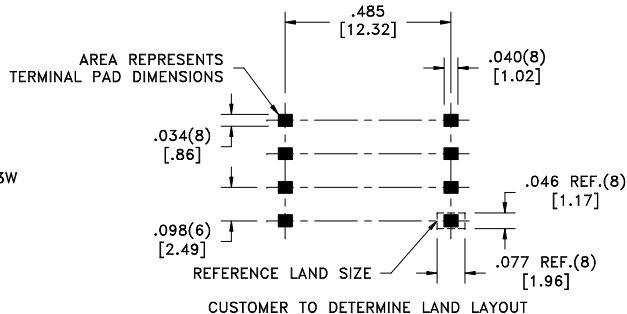 .485
[12.32]
AREA REPRESENTS
TERMINAL PAD DIMENSIONS
.040(8)
[1.02]
.034(8)
[.86]
3W
.046 REF.(8)
[1.17]
.098(6)
[2.49]
REFERENCE LAND SIZE
.077 REF.(8)
[1.96]
CUSTOMER TO DETERMINE LAND LAYOUT